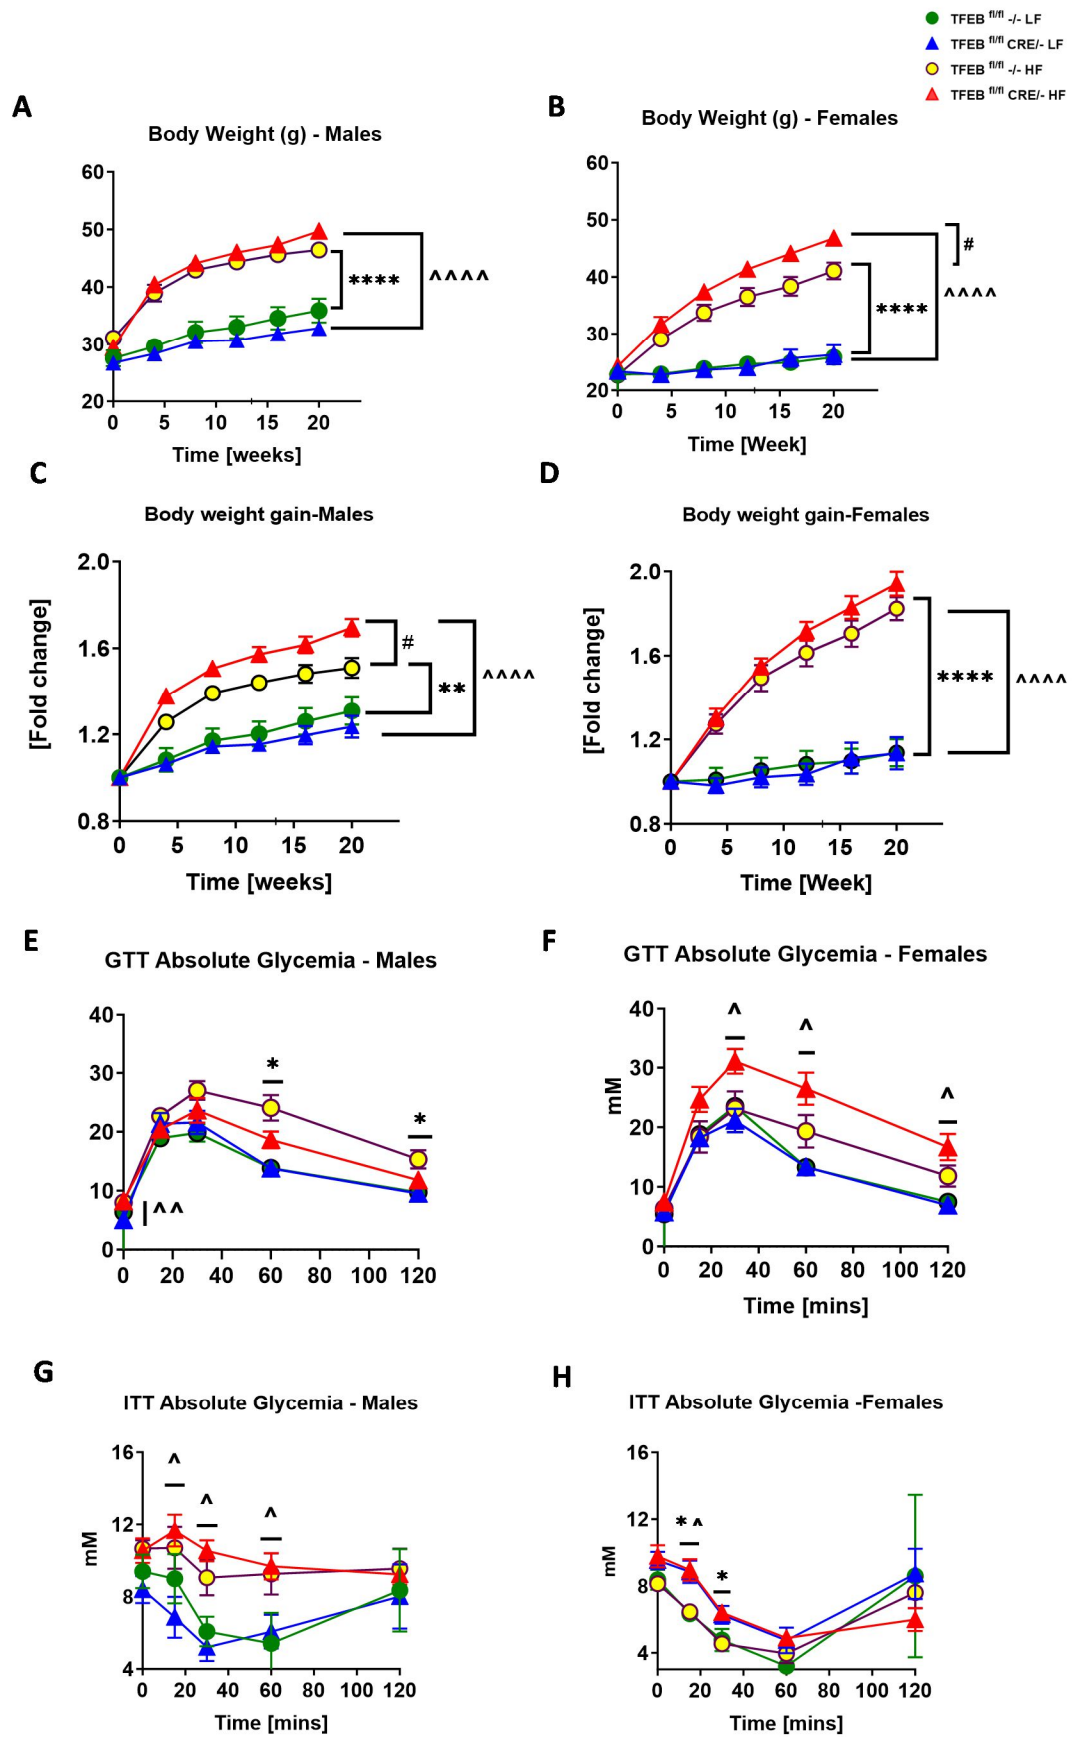 TFEB fl/fl -/- LF
TFEB fl/fl CRE/- LF
TFEB fl/fl -/- HF
TFEB fl/fl CRE/- HF
A
Body Weight (g) - Males
60
50
40
30
20
0 5 10 15 20
Time [weeks]
**** ^^^^
B
Body Weight (g) - Females
60
50
40
30
20
0 5 10 15 20
Time [Week]
#
^^^^
****
C
Body weight gain-Males
[Fold change]
2.0
1.6
1.2
0.8
0 5 10 15 20
Time [weeks]
#
** ^^^^
D
Body weight gain-Females
[Fold change]
2.0
1.6
1.2
0.8
0 5 10 15 20
Time [Week]
**** ^^^^
E
GTT Absolute Glycemia - Males
40
30
20
10
0
0 20 40 60 80 100 120
*
*
^^
F
GTT Absolute Glycemia - Females
mM
40
30
20
10
0
0 20 40 60 80 100 120
Time [mins]
^
^
^
G
ITT Absolute Glycemia - Males
mM
16
12
8
4
0 20 40 60 80 100 120
Time [mins]
^
^
^
H
ITT Absolute Glycemia -Females
mM
16
12
8
4
0 20 40 60 80 100 120
Time [mins]
* ^
*